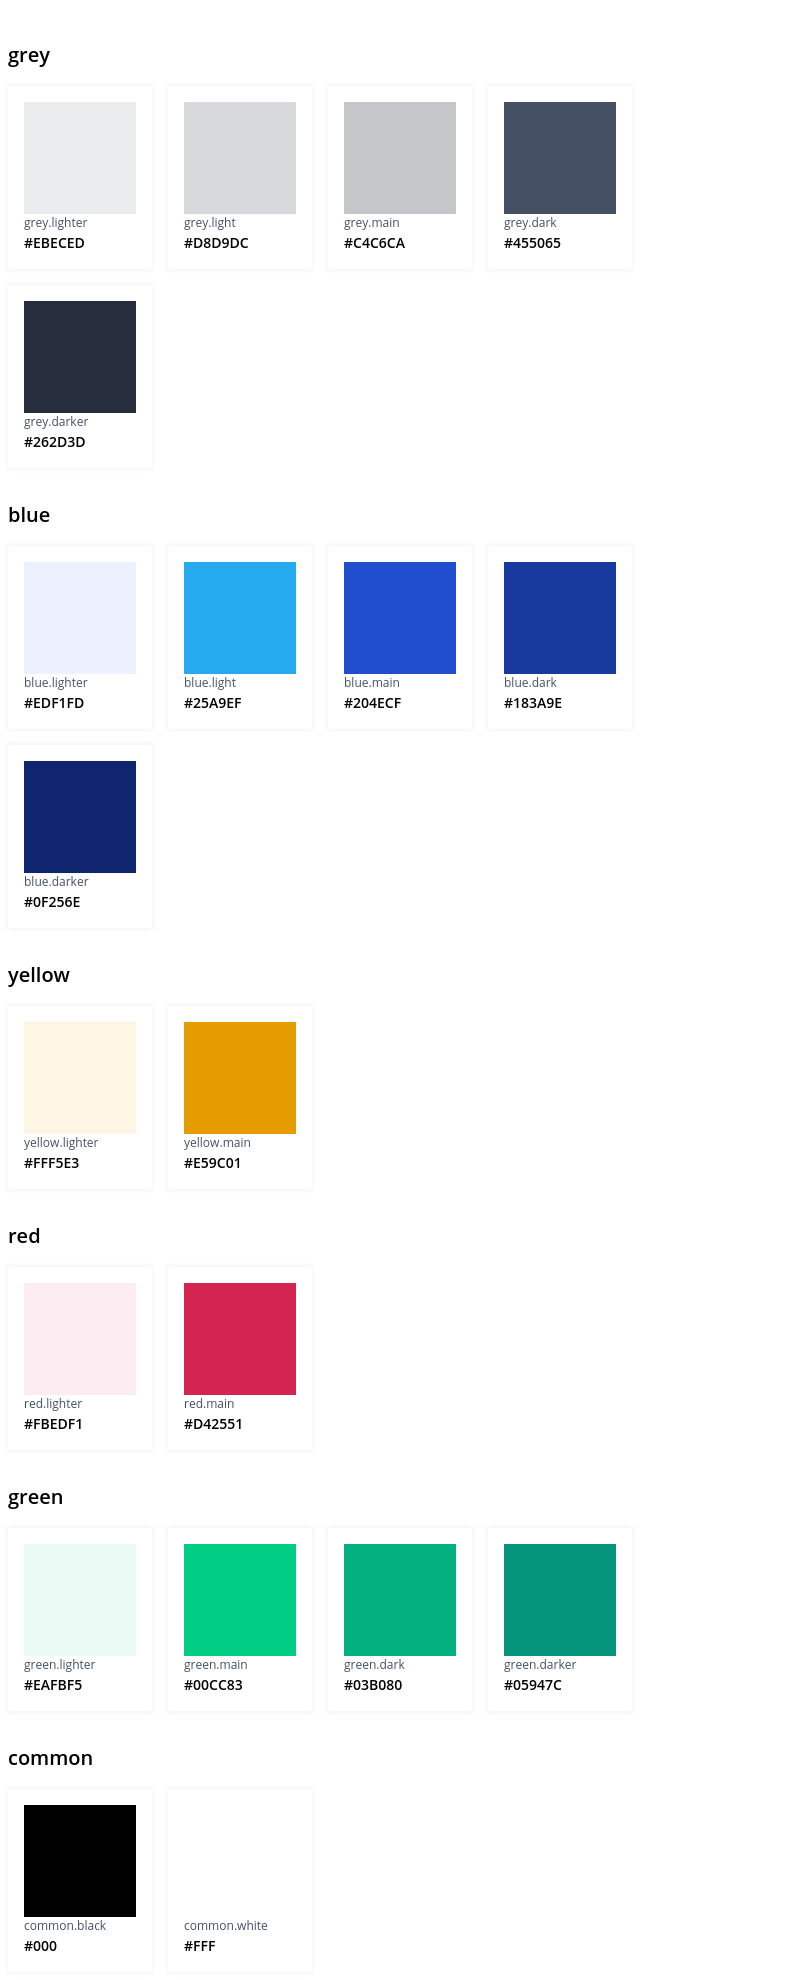 grey
grey.lighter
#EBECED
grey.light
#D8D9DC
grey.main
#C4C6CA
grey.dark
#455065
grey.darker
#262D3D
blue
blue.lighter
#EDF1FD
blue.light
#25A9EF
blue.main
#204ECF
blue.dark
#183A9E
blue.darker
#0F256E
yellow
yellow.lighter
#FFF5E3
yellow.main
#E59C01
red
red.lighter
#FBEDF1
red.main
#D42551
green
green.lighter
#EAFBF5
green.main
#00CC83
green.dark
#03B080
green.darker
#05947C
common
common.black
#000
common.white
#FFF